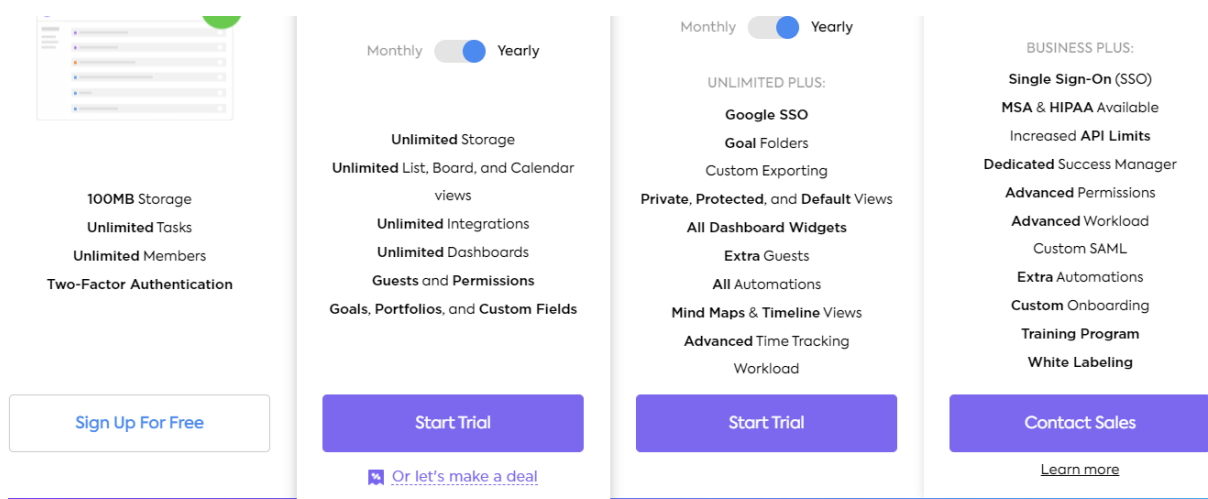 100MB Storage
Unlimited Tasks
Unlimited Members
Two-Factor Authentication
Sign Up For Free
Monthly Yearly
Unlimited Storage
Unlimited List, Board, and Calendar
views
Unlimited Integrations
Unlimited Dashboards
Guests and Permissions
Goals, Portfolios, and Custom Fields
Start Trial
Or let's make a deal
Monthly Yearly
UNLIMITED PLUS:
Google SSO
Goal Folders
Custom Exporting
Private, Protected, and Default Views
All Dashboard Widgets
Extra Guests
All Automations
Mind Maps & Timeline Views
Advanced Time Tracking
Workload
Start Trial
BUSINESS PLUS:
Single Sign-On (SSO)
MSA & HIPAA Available
Increased API Limits
Dedicated Success Manager
Advanced Permissions
Advanced Workload
Custom SAML
Extra Automations
Custom Onboarding
Training Program
White Labeling
Contact Sales
Learn more